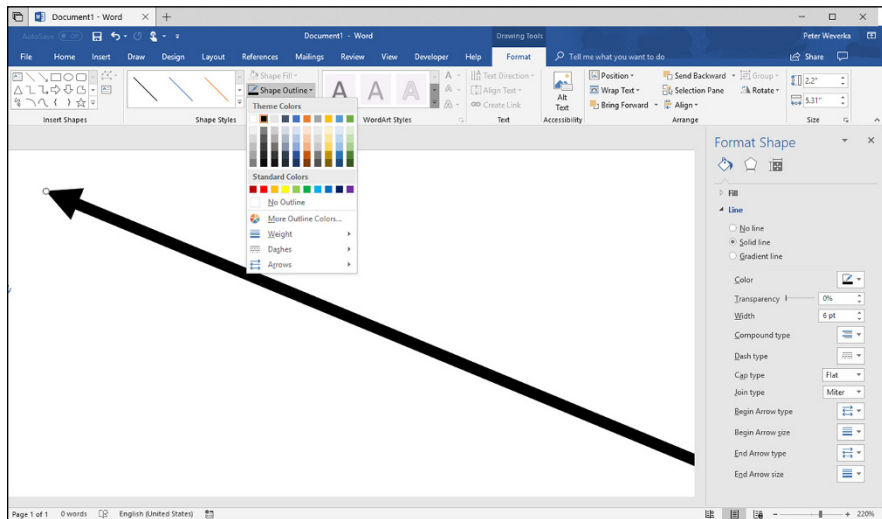 Document1 - Word
AutoSave Off Document1 - Word Drawing Tools Peter Weverka
File Home Insert Draw Design Layout References Mailings Review View Developer Help Format Tell me what you want to do Share
Shape Fill
Shape Outline
A A A
A
A
A
Text Direction
Align Text
Create Link
Alt
Text
Position
Wrap Text
Bring Forward
Send Backward
Selection Pane
Align
Group
Rotate
2.2"
5.31"
Insert Shapes Shape Styles WordArt Styles Text Accessibility Arrange Size
Theme Colors
Standard Colors
No Outline
More Outline Colors...
Weight
Dashes
Arrows
Format Shape
Fill
Line
No line
Solid line
Gradient line
Color
Transparency 0%
Width 6 pt
Compound type
Dash type
Cap type Flat
Join type Miter
Begin Arrow type
Begin Arrow size
End Arrow type
End Arrow size
Page 1 of 1 0 words English (United States) 220%